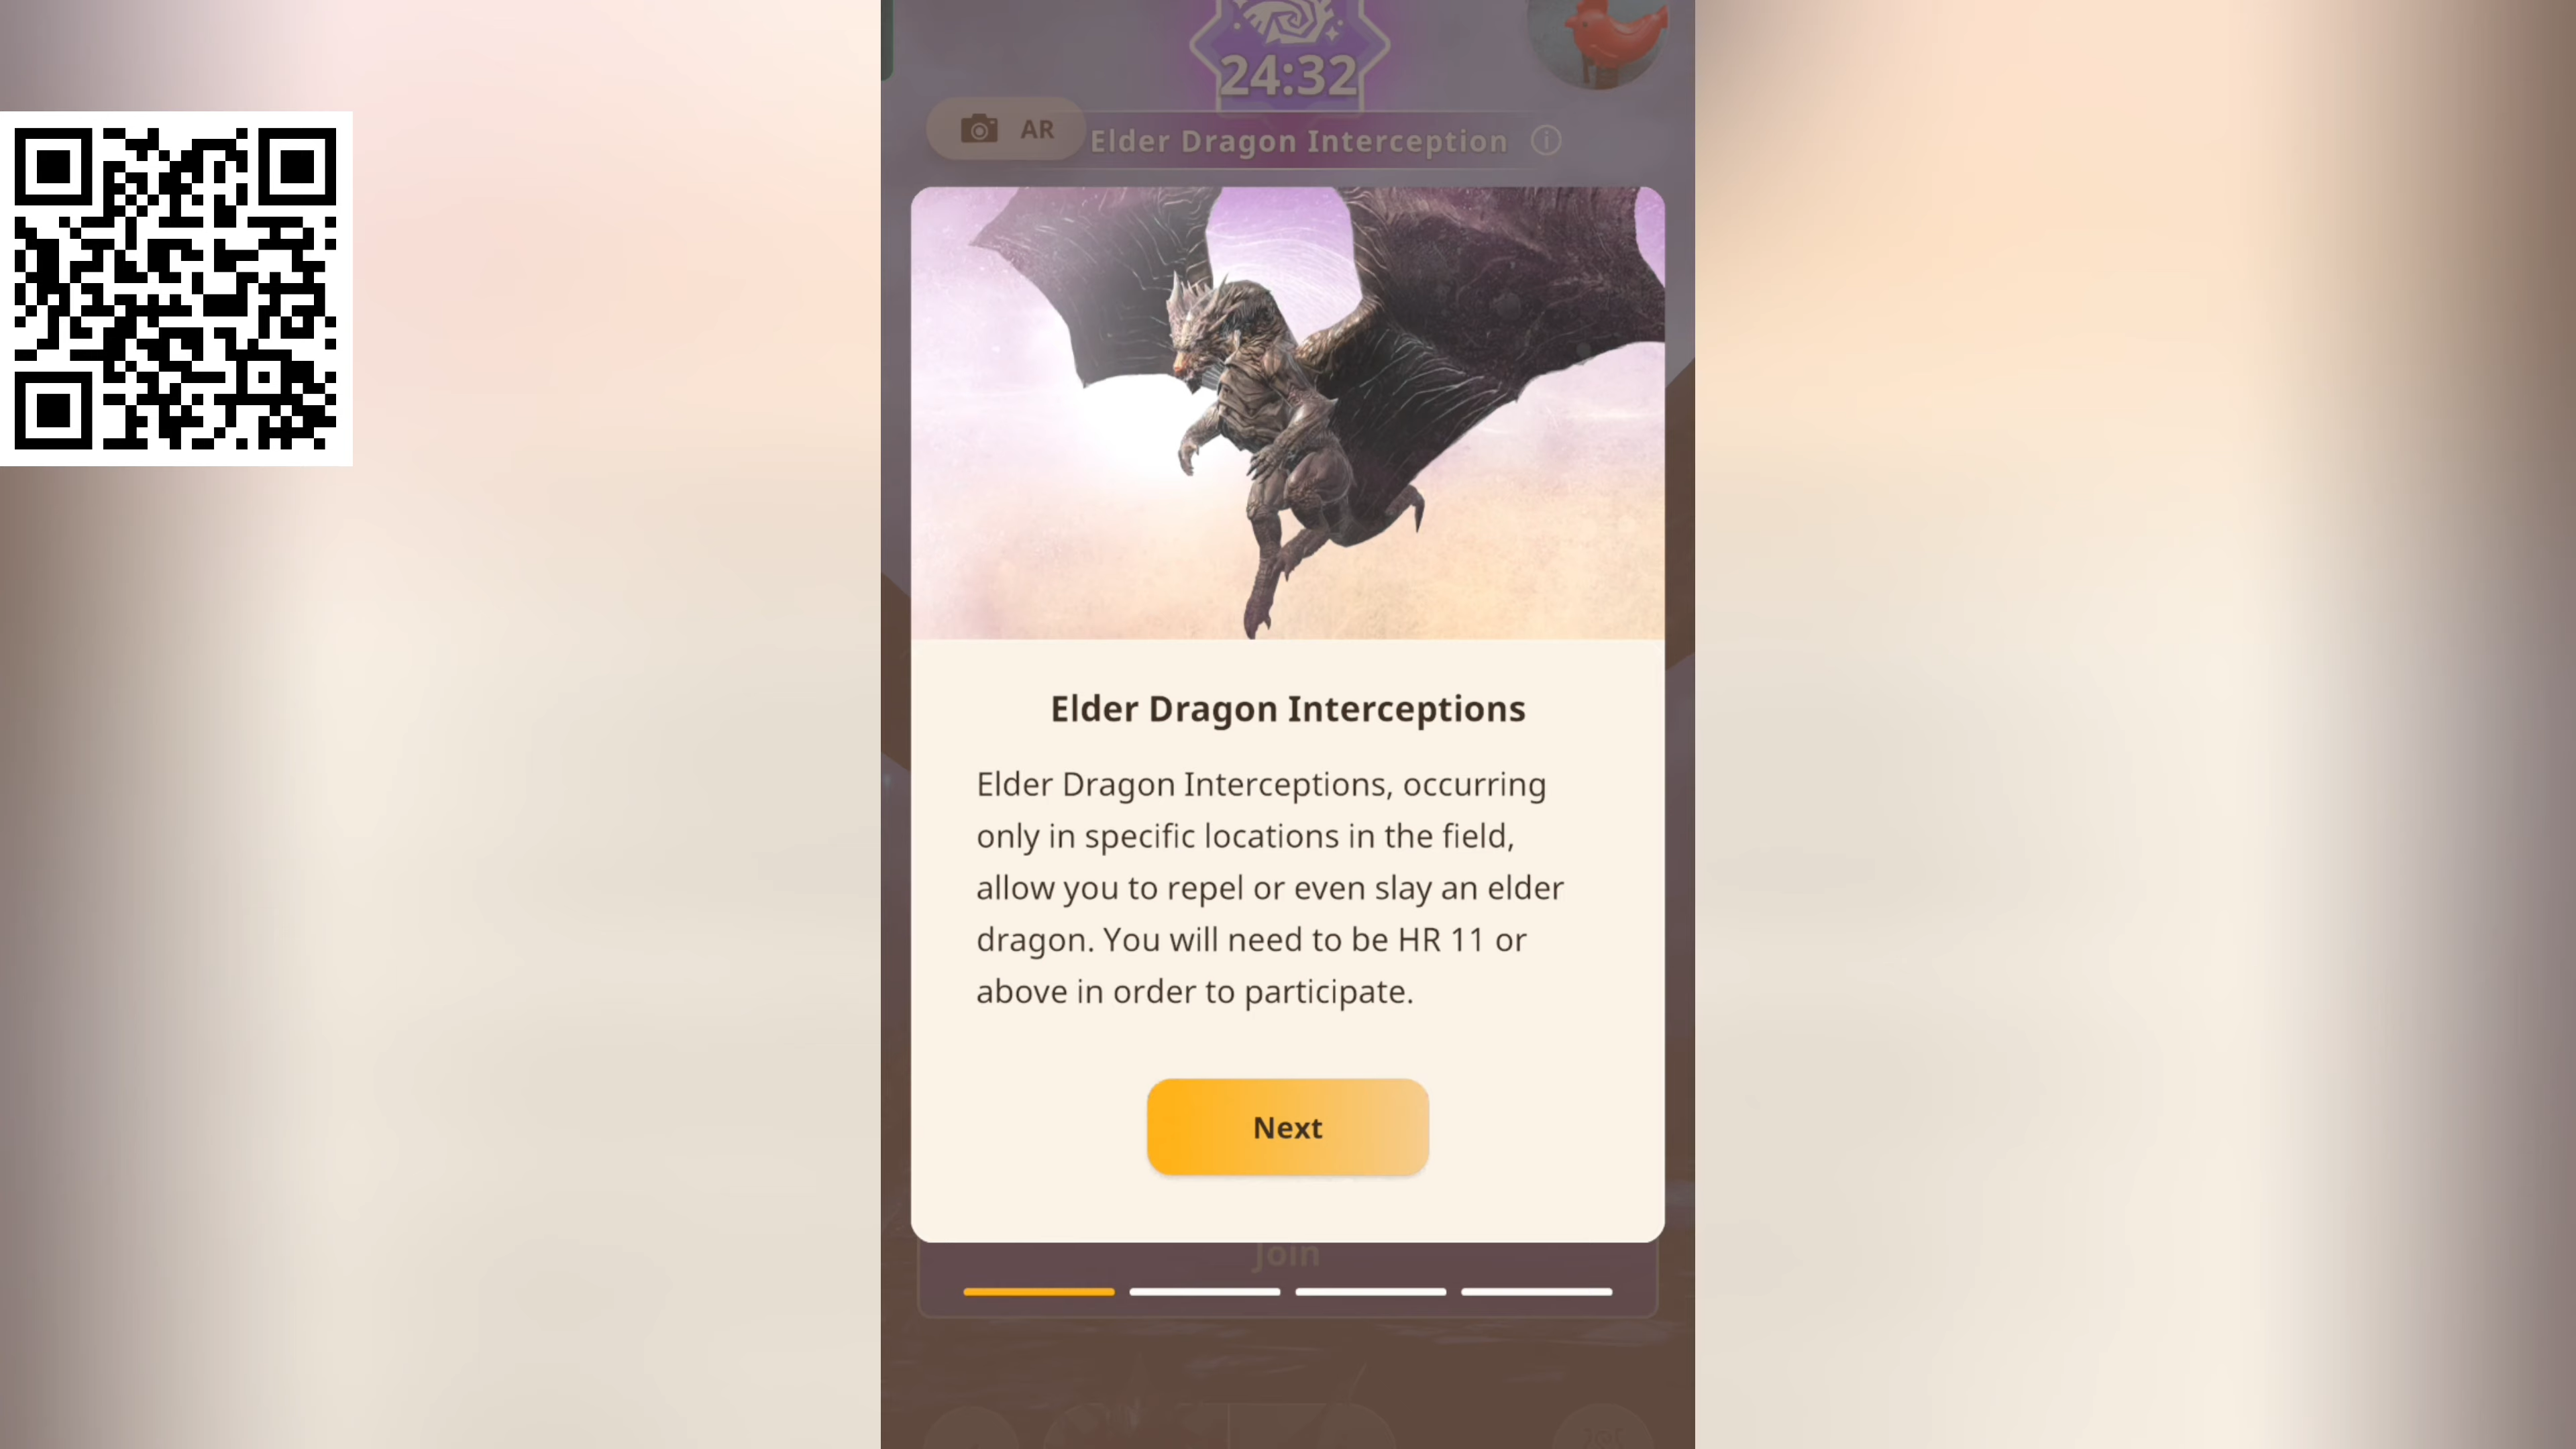 24:32
AR
Elder Dragon Interception
Elder Dragon Interceptions
Elder Dragon Interceptions, occurring
only in specific locations in the field,
allow you to repel or even slay an elder
dragon. You will need to be HR 11 or
above in order to participate.
Next
Join